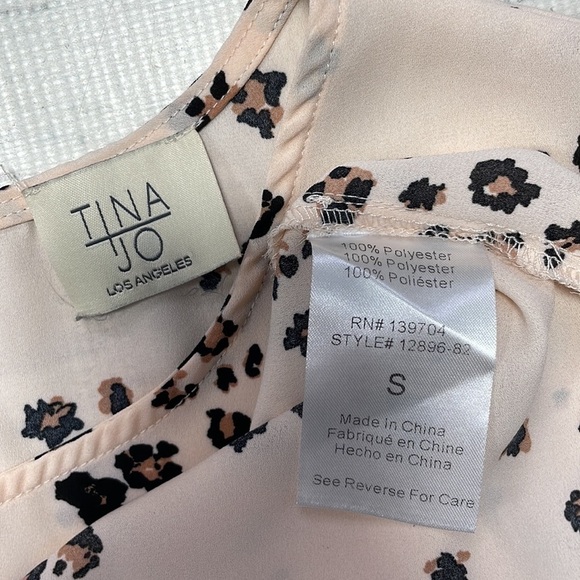 TINA
JO
LOS ANGELES
100% Polyester
100% Polyester
100% Poliéster
RN# 139704
STYLE# 12896-82
S
Made in China
Fabriqué en Chine
Hecho en China
See Reverse For Care